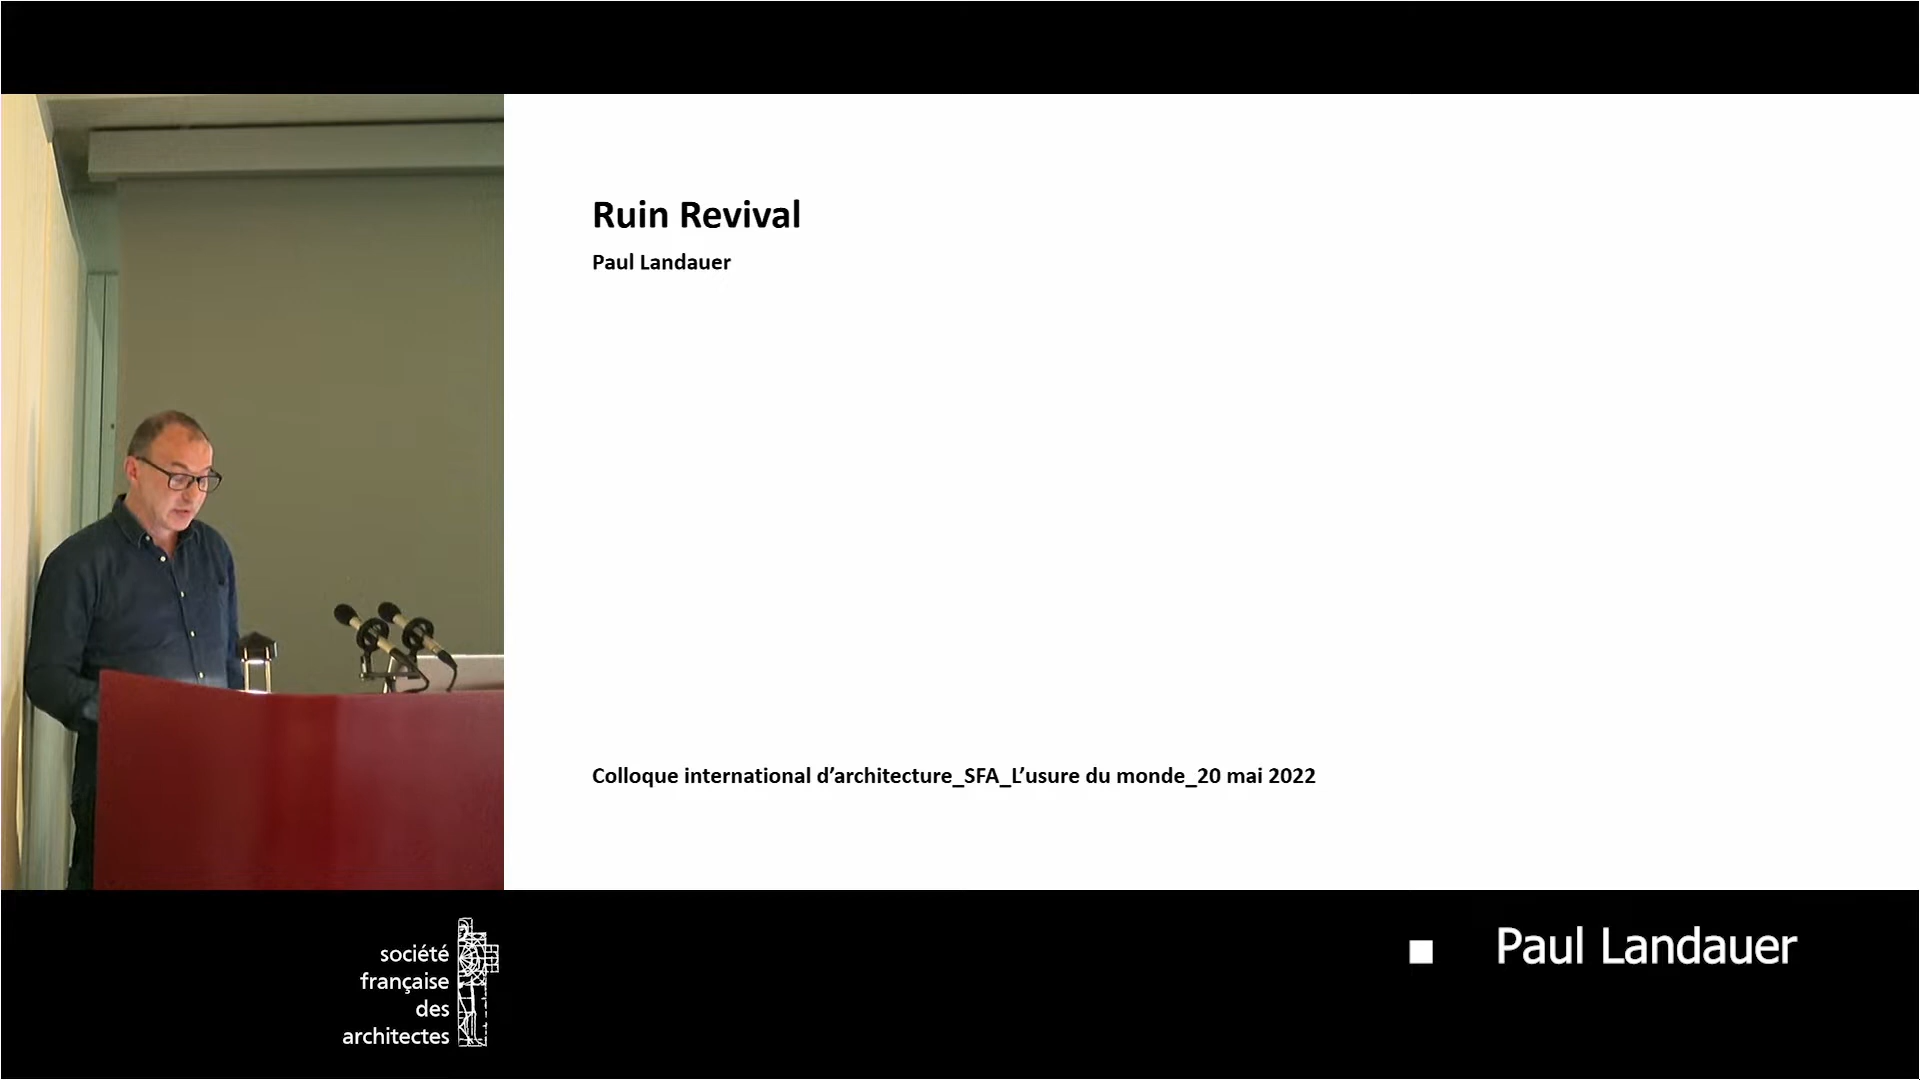 Ruin Revival
Paul Landauer
Colloque international d’architecture_SFA_L’usure du monde_20 mai 2022
société
française
des
architectes
Paul Landauer